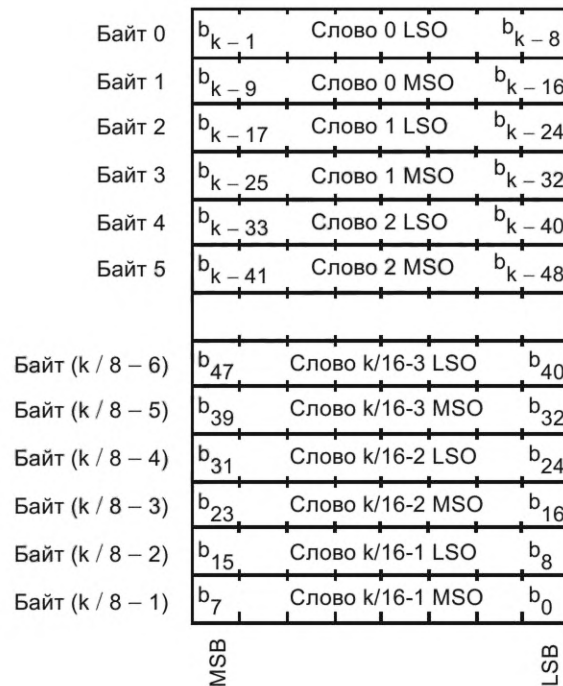 Байт 0 b k – 1 Слово 0 LSO b k – 8
Байт 1 b k – 9 Слово 0 MSO b k – 16
Байт 2 b k – 17 Слово 1 LSO b k – 24
Байт 3 b k – 25 Слово 1 MSO b k – 32
Байт 4 b k – 33 Слово 2 LSO b k – 40
Байт 5 b k – 41 Слово 2 MSO b k – 48
Байт (k / 8 – 6) b 47 Слово k/16-3 LSO b 40
Байт (k / 8 – 5) b 39 Слово k/16-3 MSO b 32
Байт (k / 8 – 4) b 31 Слово k/16-2 LSO b 24
Байт (k / 8 – 3) b 23 Слово k/16-2 MSO b 16
Байт (k / 8 – 2) b 15 Слово k/16-1 LSO b 8
Байт (k / 8 – 1) b 7 Слово k/16-1 MSO b 0
MSB LSB